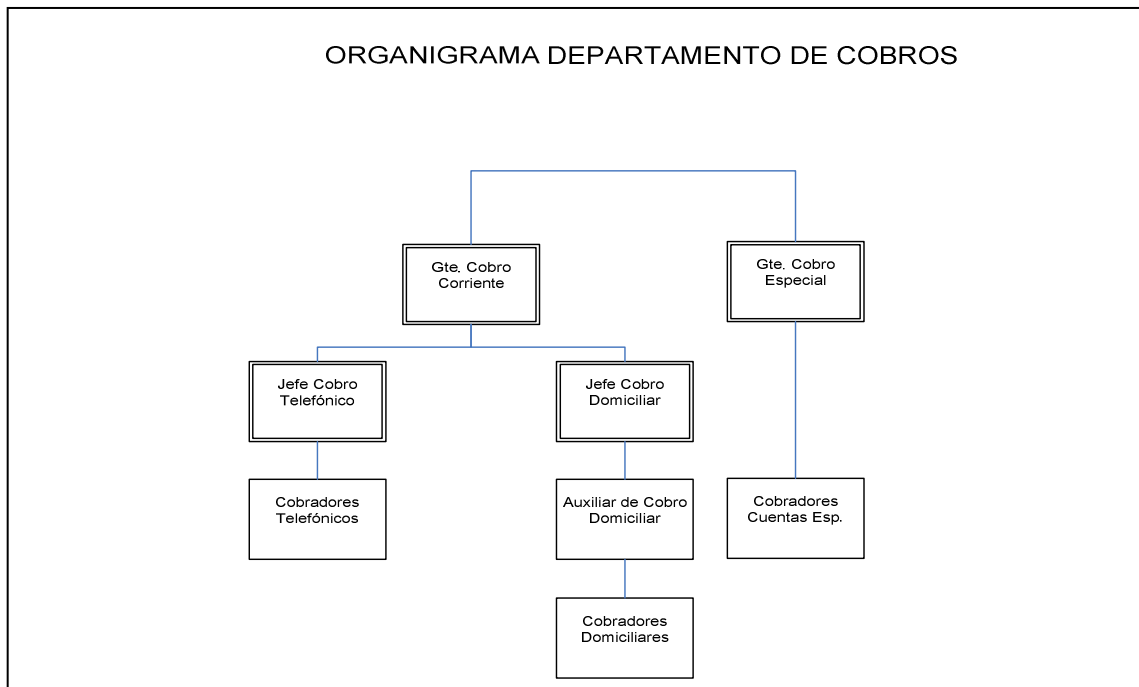 ORGANIGRAMA DEPARTAMENTO DE COBROS
Gte. Cobro
Corriente
Gte. Cobro
Especial
Jefe Cobro
Telefónico
Jefe Cobro
Domiciliar
Cobradores
Telefónicos
Auxiliar de Cobro
Domiciliar
Cobradores
Cuentas Esp.
Cobradores
Domiciliares